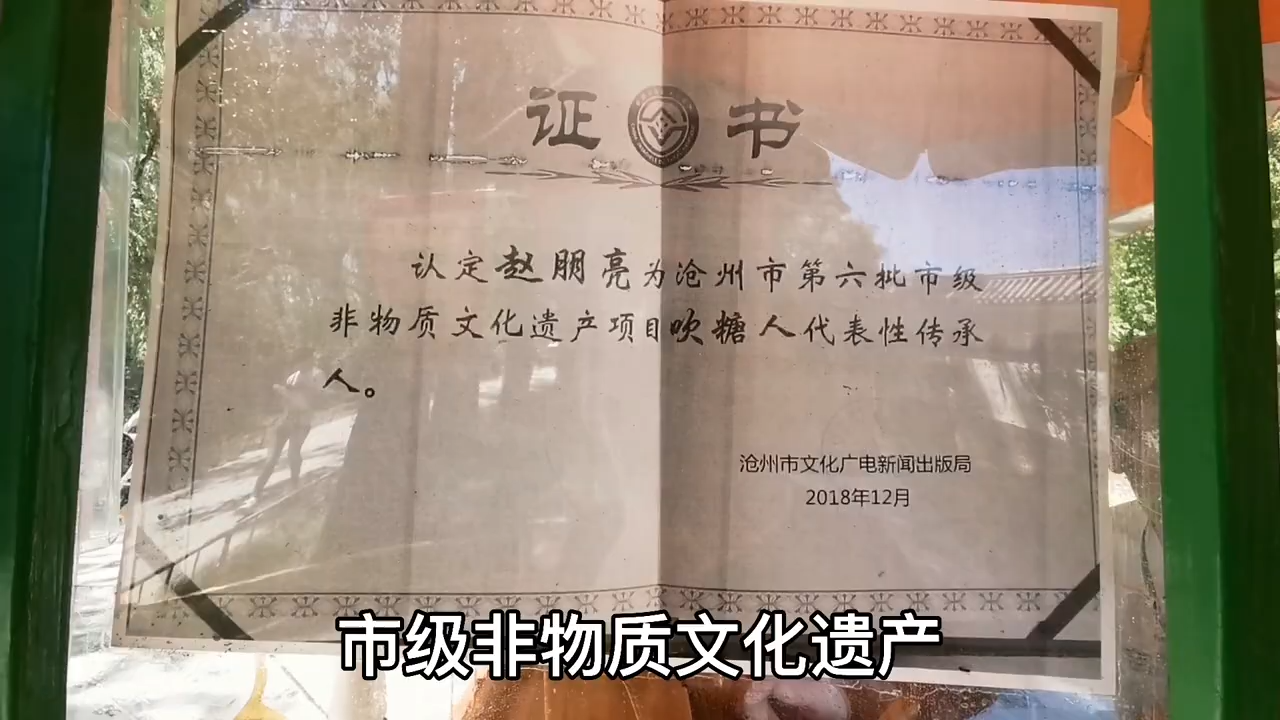 证书
认定赵朋亮为沧州市第六批市级
非物质文化遗产项目吹糖人代表性传承
人。
沧州市文化广电新闻出版局
2018年12月
市级非物质文化遗产